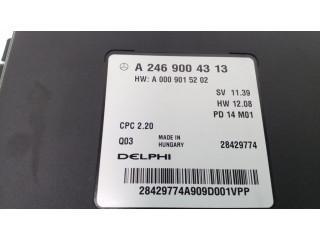 A 246 900 43 13
HW: A 000 901 52 02
SV 11.39
HW 12.08
PD 14 M01
CPC 2.20
Q03 MADE IN HUNGARY 28429774
DELPHI
28429774A909D001VPP